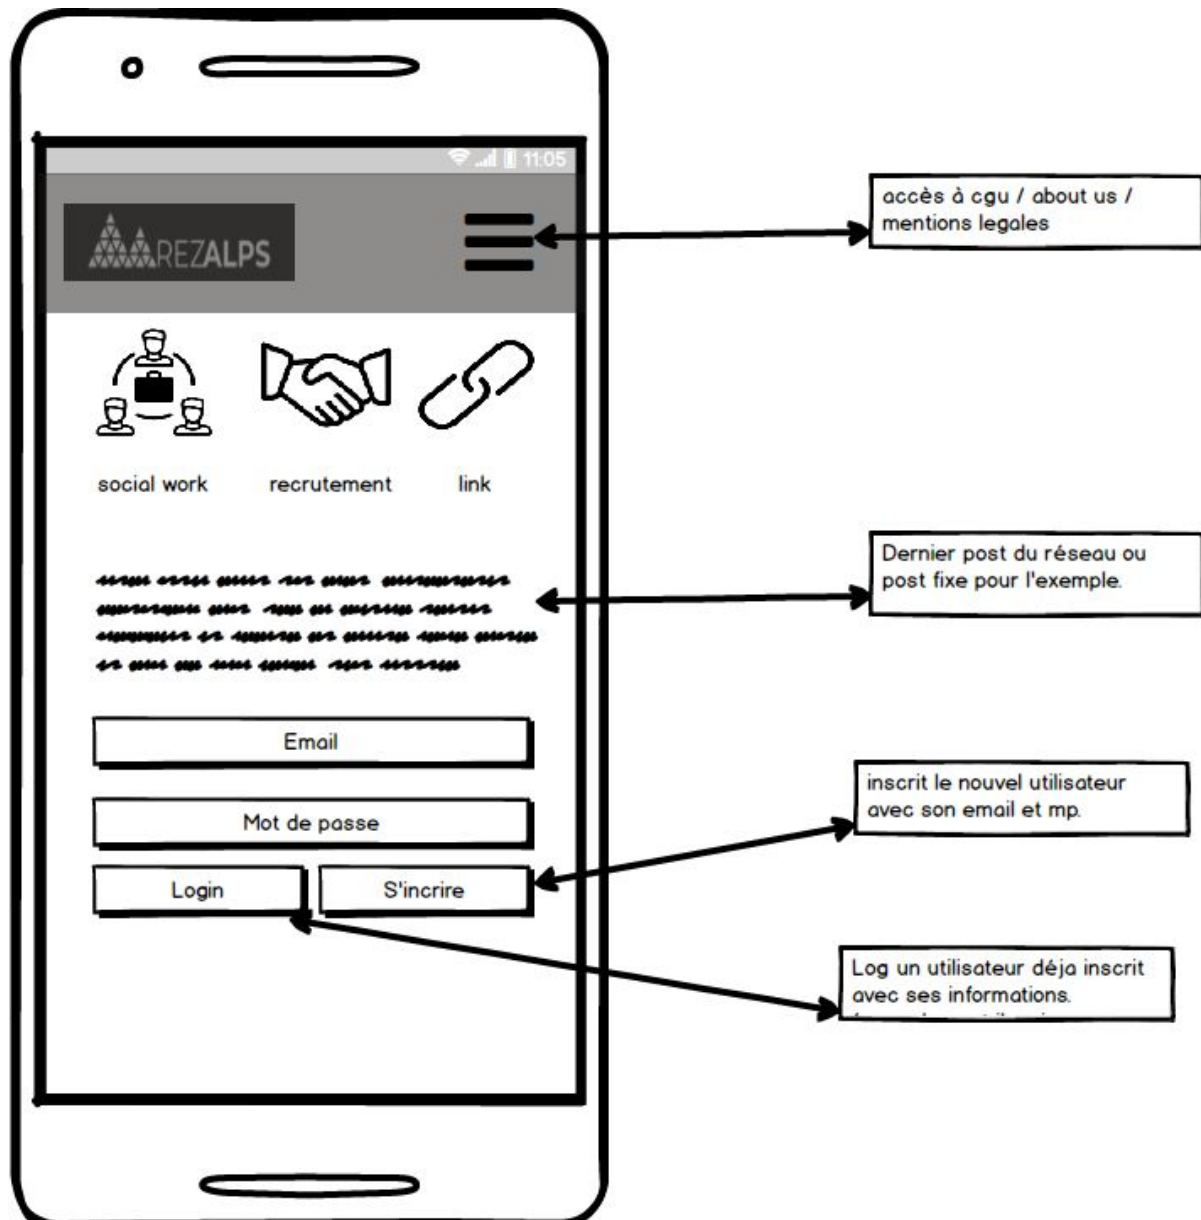 11:05
REZALPS
accès à cgu / about us /
mentions legales
social work
recrutement
link
Dernier post du réseau ou
post fixe pour l'exemple.
Email
Mot de passe
Login
S'incrire
inscrit le nouvel utilisateur
avec son email et mp.
Log un utilisateur déja inscrit
avec ses informations.